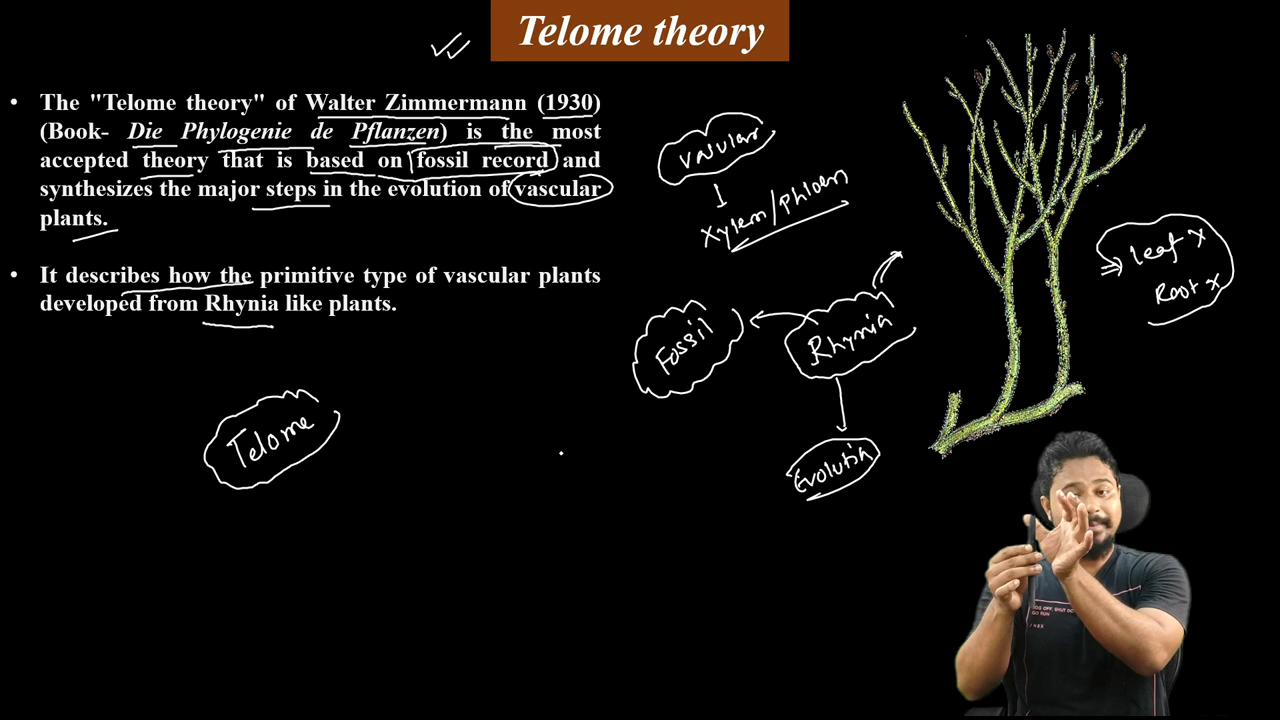 Telome theory
• The "Telome theory" of Walter Zimmermann (1930)
(Book- Die Phylogenie de Pflanzen) is the most
accepted theory that is based on fossil record and
synthesizes the major steps in the evolution of vascular
plants.
• It describes how the primitive type of vascular plants
developed from Rhynia like plants.
Telome
Xylem/Phloem
Fossil
Rhynia
leaf x
Root x